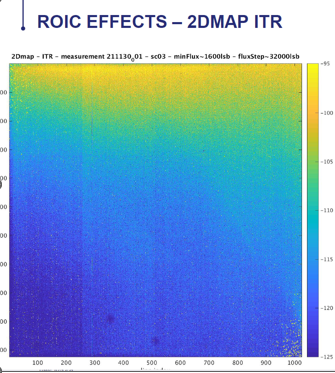 ROIC EFFECTS – 2DMAP ITR
2Dmap - ITR - measurement 211130_01 - sc03 - minFlux~1600lsb - fluxStep~32000lsb
-95
-100
-105
-110
-115
-120
-125
100 200 300 400 500 600 700 800 900 1000